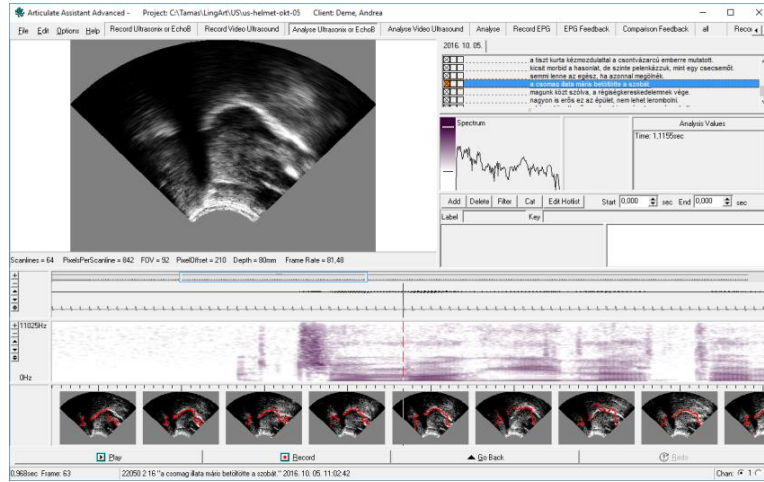 Articulate Assistant Advanced - Project: C:\Tamas\LingArt\US\us-helmet-okt-05 Client: Deme, Andrea
File Edit Options Help Record Ultrasonix or EchoB Record Video Ultrasound Analyse Ultrasonix or EchoB Analyse Video Ultrasound Analyse Record EPG EPG Feedback Comparison Feedback all Recor
2016. 10. 05.
a tiszt kurta kézmozdulattal a csontvázarcú emberre mutatott.
kicsit morbid a hasonlat, de szinte pelenkázzuk, mint egy csecsemőt.
semmi lenne az egész, ha azonnal megölnék.
a csomag illata máris betöltötte a szobát.
magunk közt szólva, a régiségkereskedelemnek vége.
nagyon is erős ez az épület, nem lehet lerombolni.
Spectrum
Analysis Values
Time: 1,1155sec
Add Delete Filter Cat Edit Hotlist Start 0,000 sec End 0,000 sec
Label Key
Scanlines = 64 PixelsPerScanline = 842 FOV = 92 PixelOffset = 210 Depth = 80mm Frame Rate = 81,48
11025Hz
0Hz
Play Record Go Back Redo
0,968sec Frame: 63 22050 2 16 "a csomag illata máris betöltötte a szobát." 2016. 10. 05. 11:02:42 Chan: 1